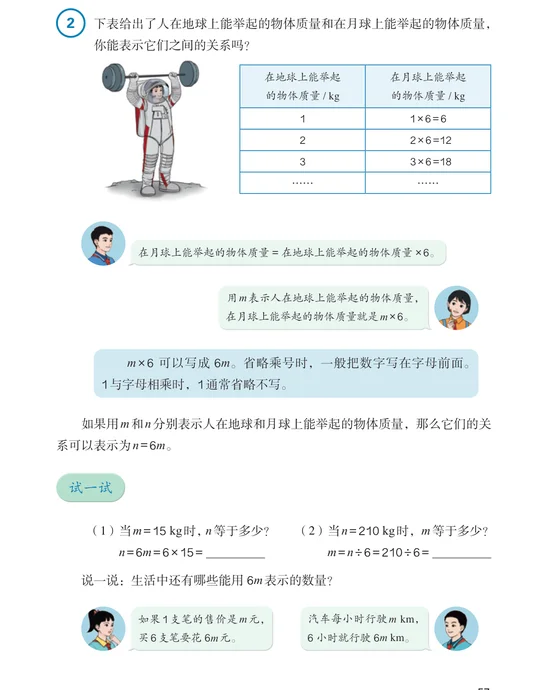 2 下表给出了人在地球上能举起的物体质量和在月球上能举起的物体质量，
你能表示它们之间的关系吗？
在地球上能举起 在月球上能举起
的物体质量 / kg 的物体质量 / kg
1 1×6=6
2 2×6=12
3 3×6=18
…… ……
在月球上能举起的物体质量 = 在地球上能举起的物体质量 ×6。
用m表示人在地球上能举起的物体质量，
在月球上能举起的物体质量就是m×6。
m×6 可以写成 6m。省略乘号时，一般把数字写在字母前面。
1与字母相乘时，1通常省略不写。
如果用m和n分别表示人在地球和月球上能举起的物体质量，那么它们的关
系可以表示为n=6m。
试一试
（1）当m=15 kg时，n等于多少？ （2）当n=210 kg时，m等于多少？
n=6m=6×15=________ m=n÷6=210÷6=________
说一说：生活中还有哪些能用 6m表示的数量？
如果1支笔的售价是m元，
买6支笔要花6m元。
汽车每小时行驶m km，
6小时就行驶6m km。